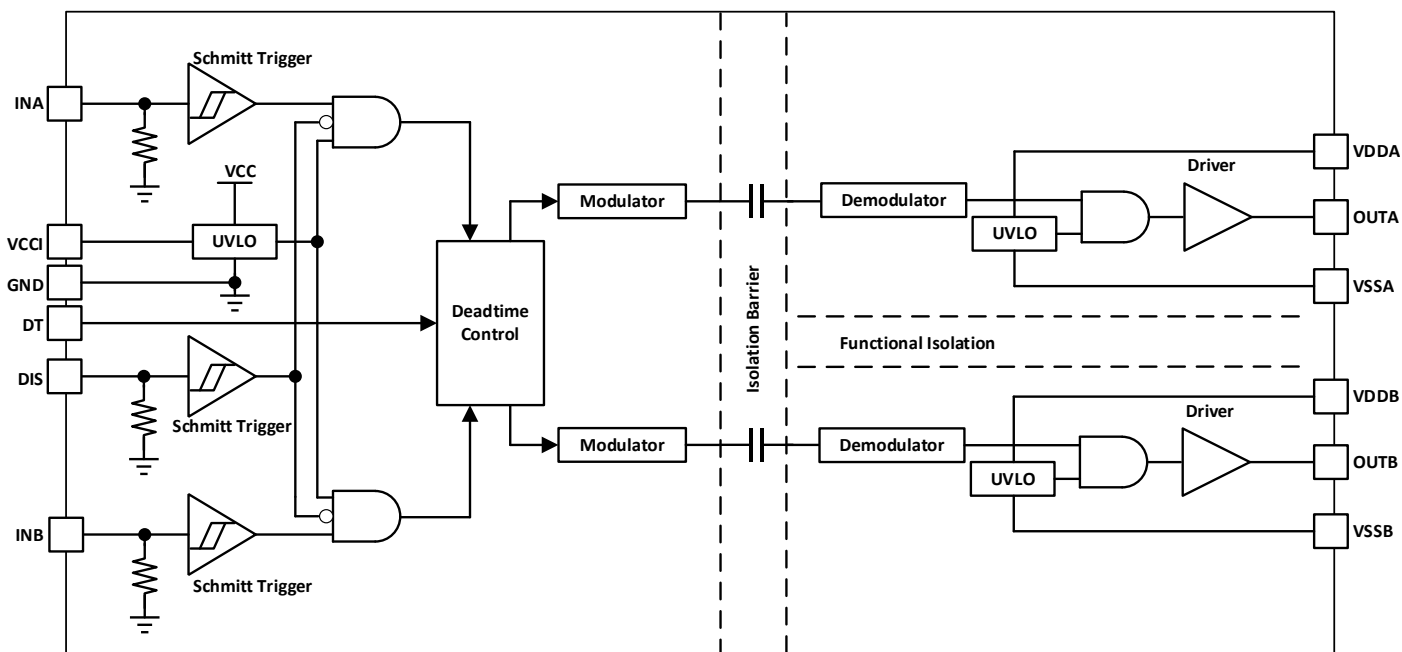 Schmitt Trigger
INA
VCC
VCCI
UVLO
GND
DT
DIS
Schmitt Trigger
INB
Schmitt Trigger
Deadtime
Control
Modulator
Modulator
Isolation Barrier
Demodulator
UVLO
Driver
VDDA
OUTA
VSSA
Functional Isolation
Demodulator
UVLO
Driver
VDDB
OUTB
VSSB